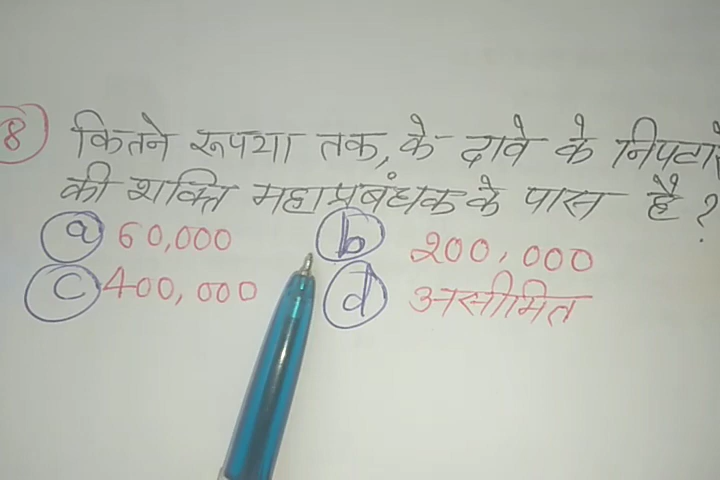 8 कितने रूपया तक, के दावे के निपटारे
की शक्ति महाप्रबंधक के पास है?
a 60,000 b 200,000
c 400,000 d असीमित